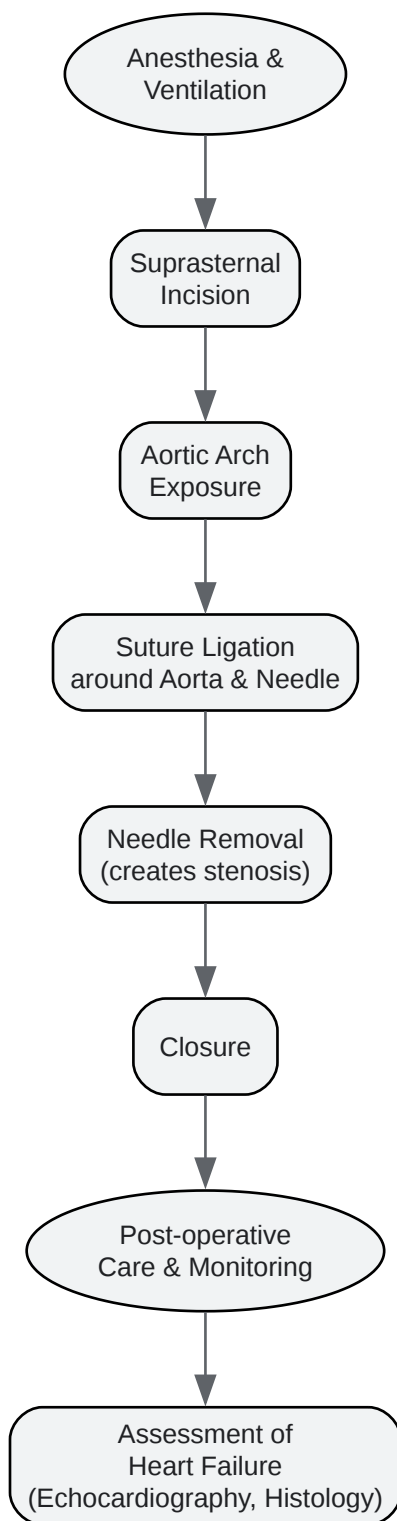 Anesthesia &
Ventilation
Suprasternal
Incision
Aortic Arch
Exposure
Suture Ligation
around Aorta & Needle
Needle Removal
(creates stenosis)
Closure
Post-operative
Care & Monitoring
Assessment of
Heart Failure
(Echocardiography, Histology)